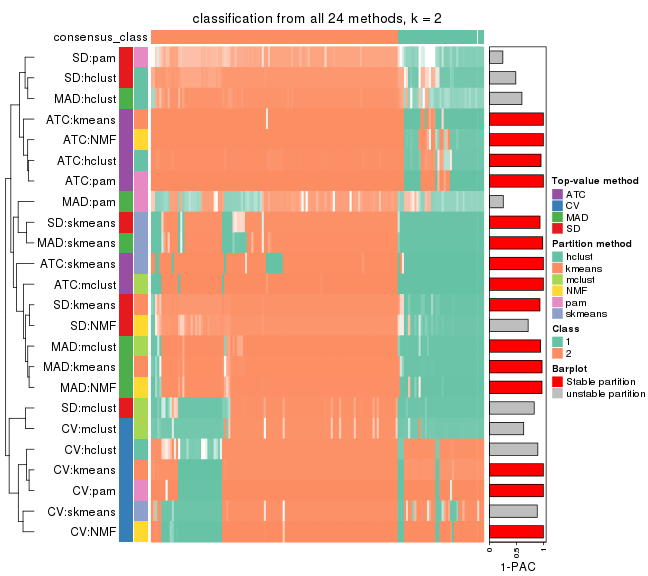 classification from all 24 methods, k = 2
consensus_class
SD:pam
SD:hclust
MAD:hclust
ATC:kmeans
ATC:NMF
ATC:hclust
ATC:pam
MAD:pam
SD:skmeans
MAD:skmeans
ATC:skmeans
ATC:mclust
SD:kmeans
SD:NMF
MAD:mclust
MAD:kmeans
MAD:NMF
SD:mclust
CV:mclust
CV:hclust
CV:kmeans
CV:pam
CV:skmeans
CV:NMF
0
0.5
1
1-PAC
Top-value method
ATC
CV
MAD
SD
Partition method
hclust
kmeans
mclust
NMF
pam
skmeans
Class
1
2
Barplot
Stable partition
unstable partition